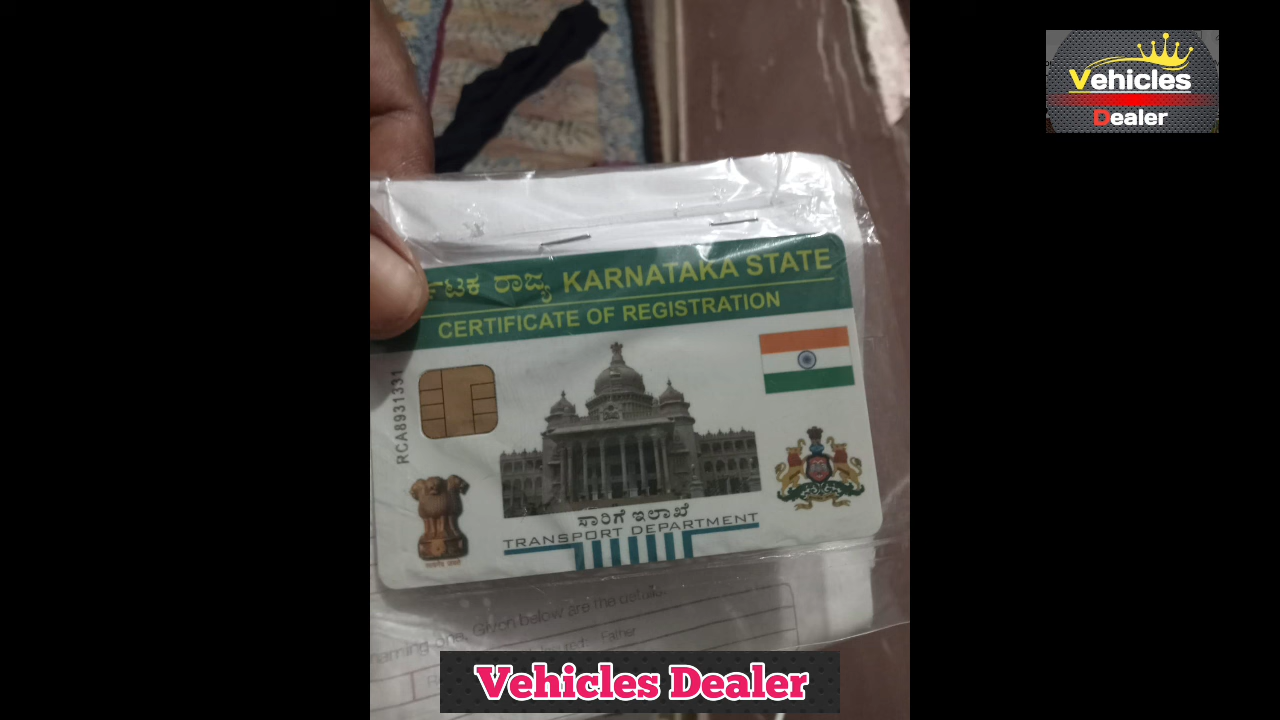 Vehicles
Dealer
ರ್ನಾಟಕ ರಾಜ್ಯ KARNATAKA STATE
CERTIFICATE OF REGISTRATION
RCA8931331
ಸಾರಿಗೆ ಇಲಾಖೆ
TRANSPORT DEPARTMENT
one, Given below are the details
Father
Vehicles Dealer